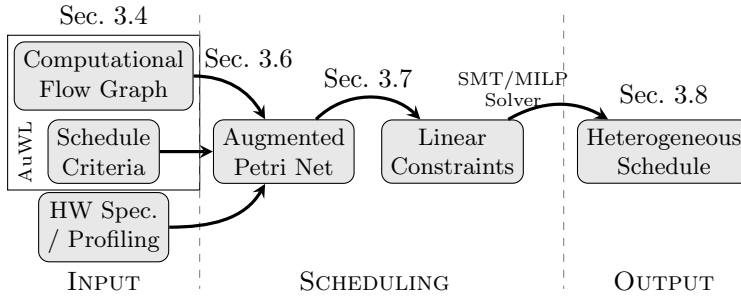 Sec. 3.4
Computational
Flow Graph
Sec. 3.6
Sec. 3.7
SMT/MILP
Solver
Sec. 3.8
AuWL
Schedule
Criteria
Augmented
Petri Net
Linear
Constraints
Heterogeneous
Schedule
HW Spec.
/ Profiling
INPUT
SCHEDULING
OUTPUT